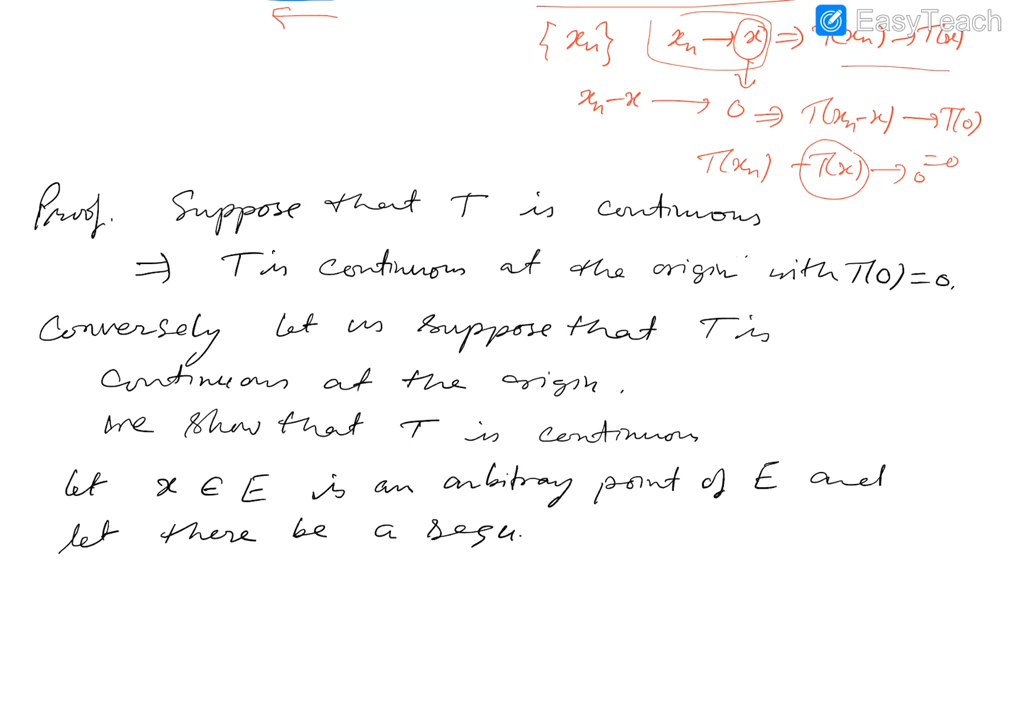 EasyTeach
{xn} xn → x ⇒ T(xn) → T(x)
xn-x → 0 ⇒ T(xn-x) → T(0)
T(xn) - T(x) → 0 =0
Proof. Suppose that T is continuous
⇒ T is continuous at the origin with T(0)=0.
Conversely let us suppose that T is
continuous at the origin.
we show that T is continuous
let x ∈ E is an arbitray point of E and
let there be a sequ.